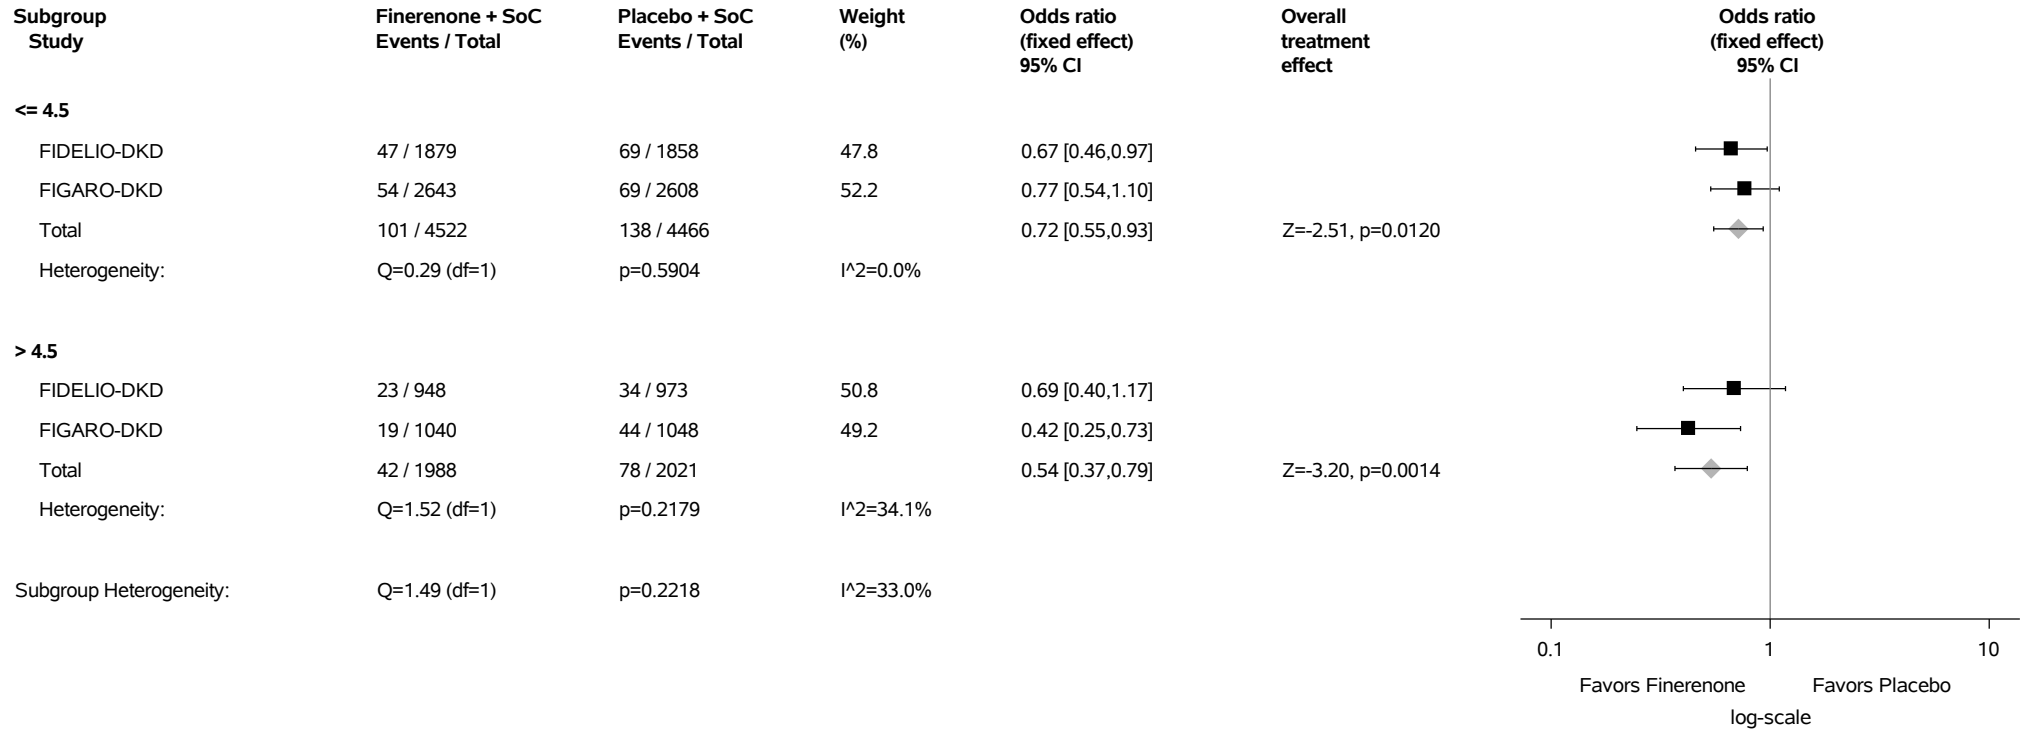 Subgroup Finerenone + SoC Placebo + SoC Weight Odds ratio Overall Odds ratio
Study Events / Total Events / Total (%) (fixed effect) treatment (fixed effect)
95% CI effect 95% CI
<= 4.5
FIDELIO-DKD 47 / 1879 69 / 1858 47.8 0.67 [0.46,0.97]
FIGARO-DKD 54 / 2643 69 / 2608 52.2 0.77 [0.54,1.10]
Total 101 / 4522 138 / 4466 0.72 [0.55,0.93] Z=-2.51, p=0.0120
Heterogeneity: Q=0.29 (df=1) p=0.5904 I^2=0.0%
> 4.5
FIDELIO-DKD 23 / 948 34 / 973 50.8 0.69 [0.40,1.17]
FIGARO-DKD 19 / 1040 44 / 1048 49.2 0.42 [0.25,0.73]
Total 42 / 1988 78 / 2021 0.54 [0.37,0.79] Z=-3.20, p=0.0014
Heterogeneity: Q=1.52 (df=1) p=0.2179 I^2=34.1%
Subgroup Heterogeneity: Q=1.49 (df=1) p=0.2218 I^2=33.0%
0.1 1 10
Favors Finerenone Favors Placebo
log-scale